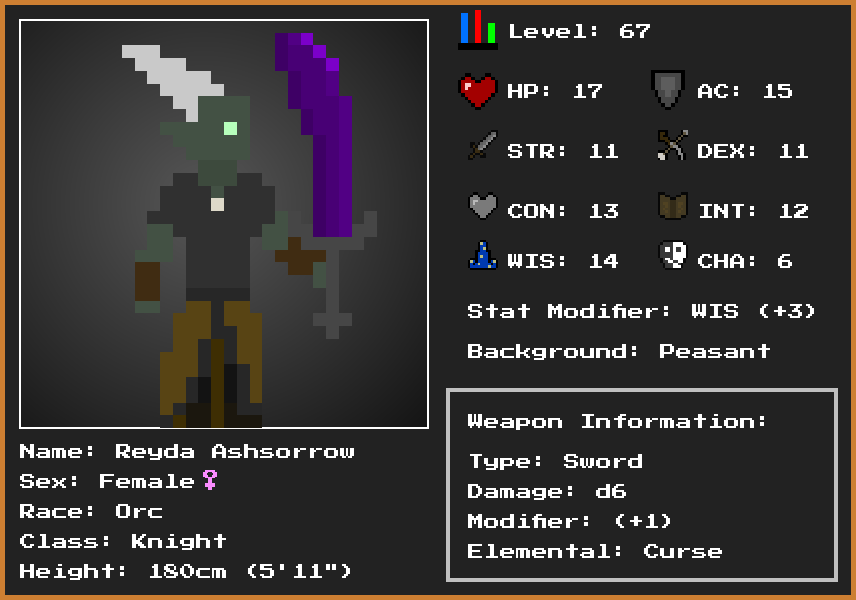 Level: 67
HP: 17
AC: 15
STR: 11
DEX: 11
CON: 13
INT: 12
WIS: 14
CHA: 6
Stat Modifier: WIS (+3)
Background: Peasant
Name: Reyda Ashsorrow
Sex: Female♀
Race: Orc
Class: Knight
Height: 180cm (5'11")
Weapon Information:
Type: Sword
Damage: d6
Modifier: (+1)
Elemental: Curse